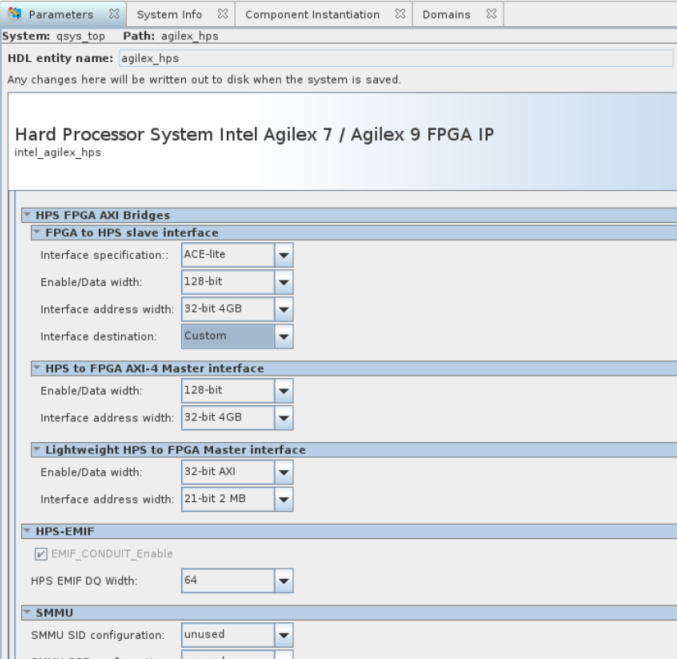 Parameters System Info Component Instantiation Domains
System: qsys_top Path: agilex_hps
HDL entity name: agilex_hps
Any changes here will be written out to disk when the system is saved.
Hard Processor System Intel Agilex 7 / Agilex 9 FPGA IP
intel_agilex_hps
HPS FPGA AXI Bridges
FPGA to HPS slave interface
Interface specification:: ACE-lite
Enable/Data width: 128-bit
Interface address width: 32-bit 4GB
Interface destination: Custom
HPS to FPGA AXI-4 Master interface
Enable/Data width: 128-bit
Interface address width: 32-bit 4GB
Lightweight HPS to FPGA Master interface
Enable/Data width: 32-bit AXI
Interface address width: 21-bit 2 MB
HPS-EMIF
EMIF_CONDUIT_Enable
HPS EMIF DQ Width: 64
SMMU
SMMU SID configuration: unused